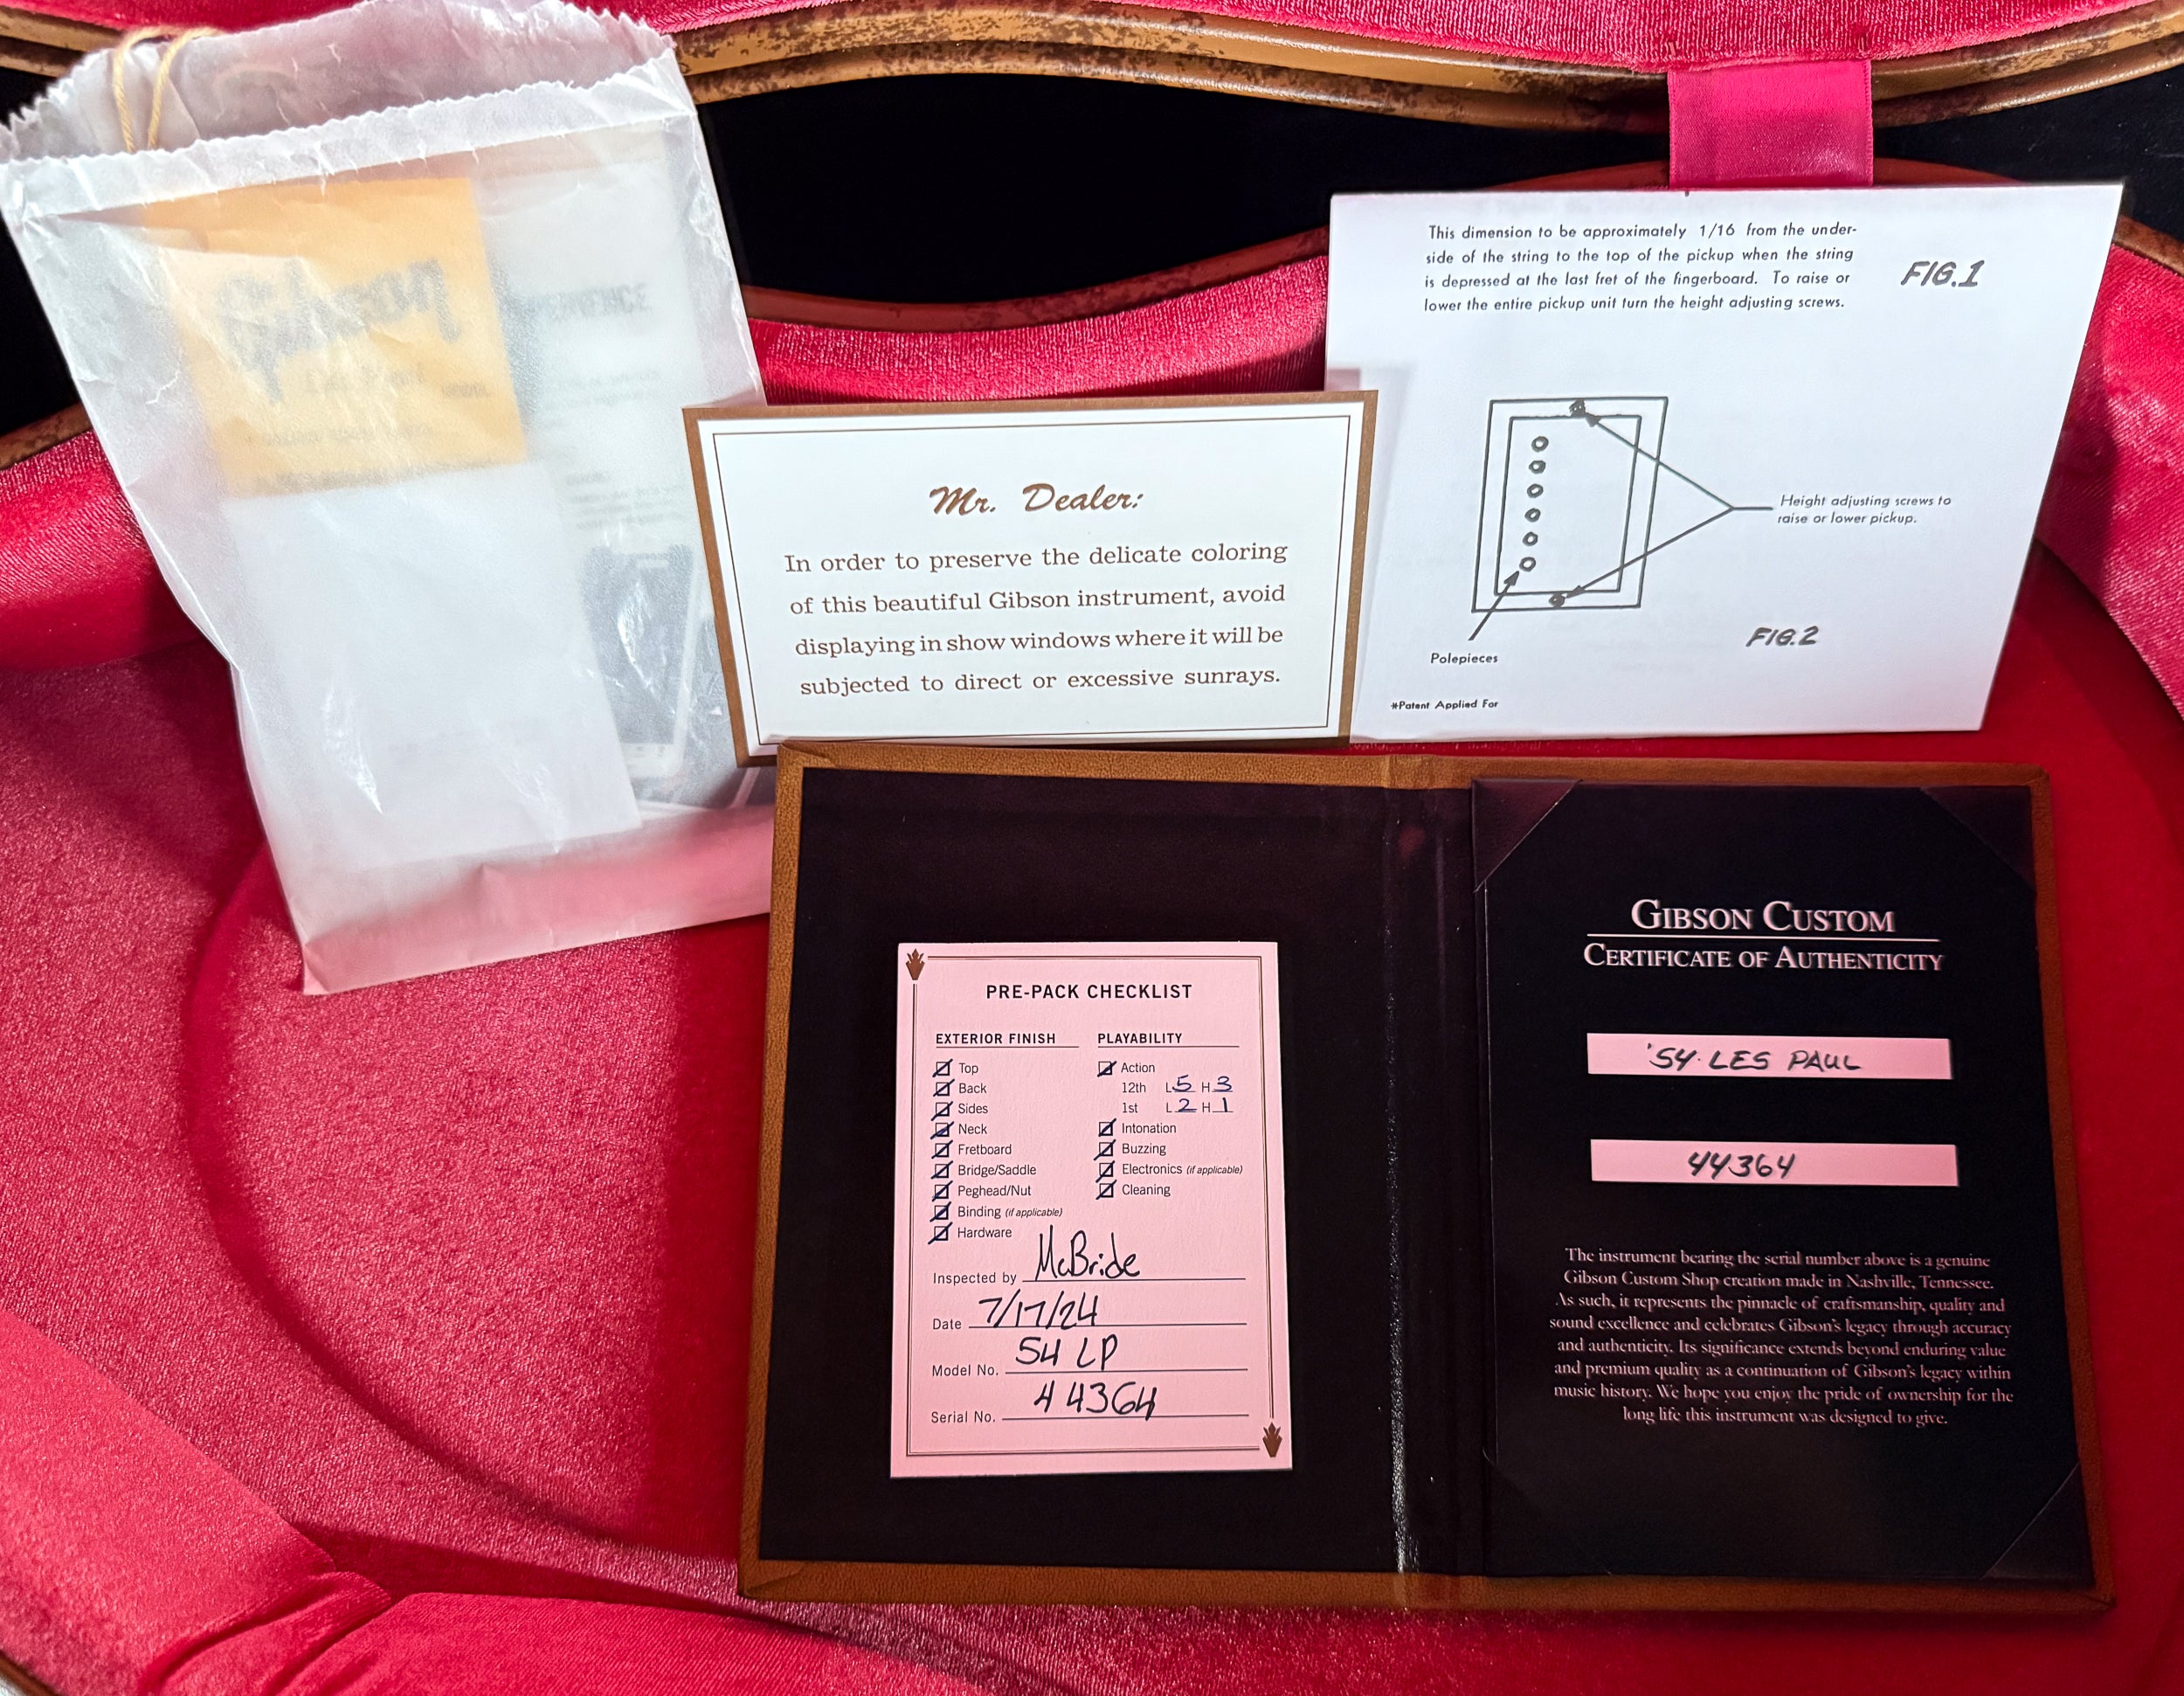 This dimension to be approximately 1/16 from the under-
side of the string to the top of the pickup when the string
is depressed at the last fret of the fingerboard. To raise or
lower the entire pickup unit turn the height adjusting screws.
FIG.1
Height adjusting screws to
raise or lower pickup.
FIG.2
Polepieces
*Patent Applied For
Mr. Dealer:
In order to preserve the delicate coloring
of this beautiful Gibson instrument, avoid
displaying in show windows where it will be
subjected to direct or excessive sunrays.
PRE-PACK CHECKLIST
EXTERIOR FINISH
Top
Back
Sides
Neck
Fretboard
Bridge/Saddle
Peghead/Nut
Binding (if applicable)
Hardware
PLAYABILITY
Action
12th L 5 H 3
1st L 2 H 1
Intonation
Buzzing
Electronics (if applicable)
Cleaning
Inspected by McBride
Date 7/17/24
Model No. 54 LP
Serial No. 44364
GIBSON CUSTOM
CERTIFICATE OF AUTHENTICITY
'54 LES PAUL
44364
The instrument bearing the serial number above is a genuine
Gibson Custom Shop creation made in Nashville, Tennessee.
As such, it represents the pinnacle of craftsmanship, quality and
sound excellence and celebrates Gibson's legacy through accuracy
and authenticity. Its significance extends beyond enduring value
and premium quality as a continuation of Gibson's legacy within
music history. We hope you enjoy the pride of ownership for the
long life this instrument was designed to give.